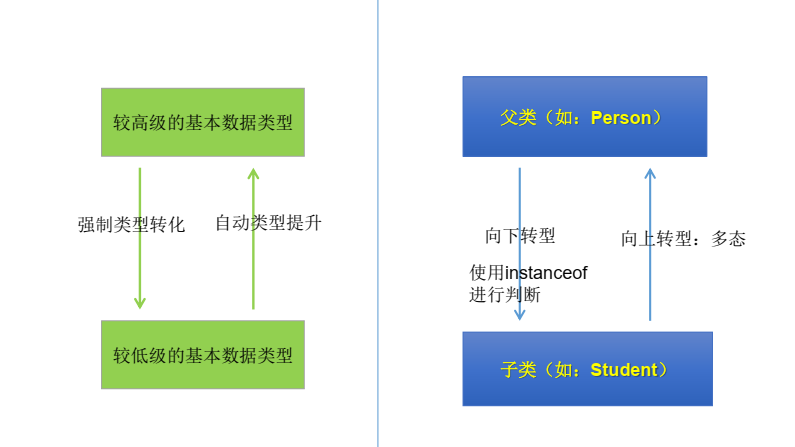 较高级的基本数据类型
强制类型转化
自动类型提升
较低级的基本数据类型
父类（如：Person）
向下转型
使用instanceof
进行判断
向上转型：多态
子类（如：Student）